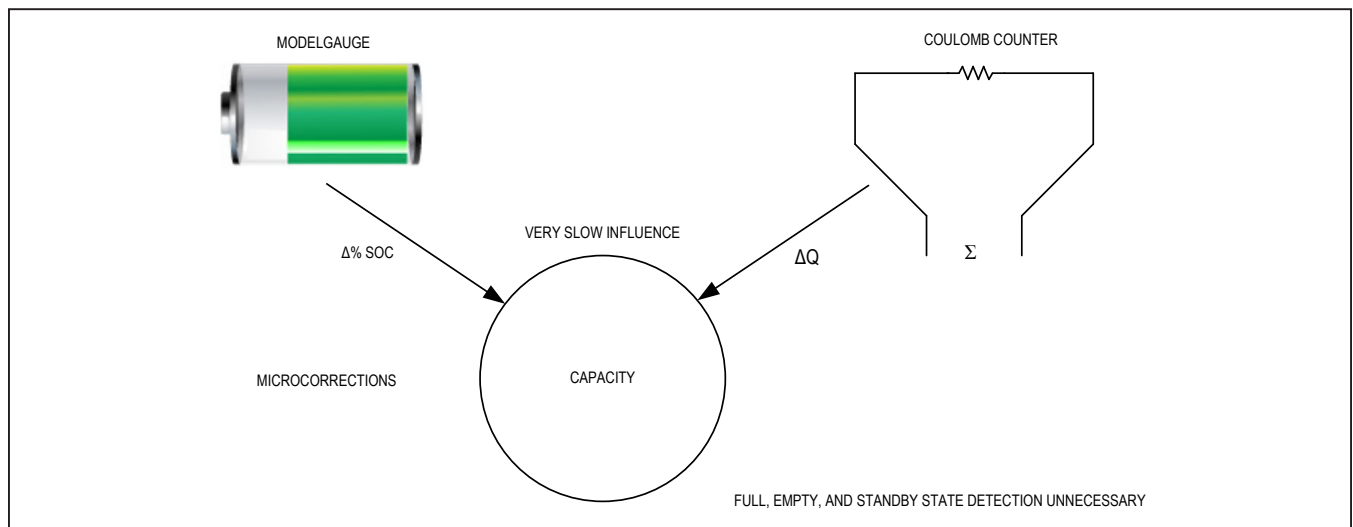 MODELGAUGE
COULOMB COUNTER
VERY SLOW INFLUENCE
Δ% SOC
ΔQ
Σ
MICROCORRECTIONS
CAPACITY
FULL, EMPTY, AND STANDBY STATE DETECTION UNNECESSARY